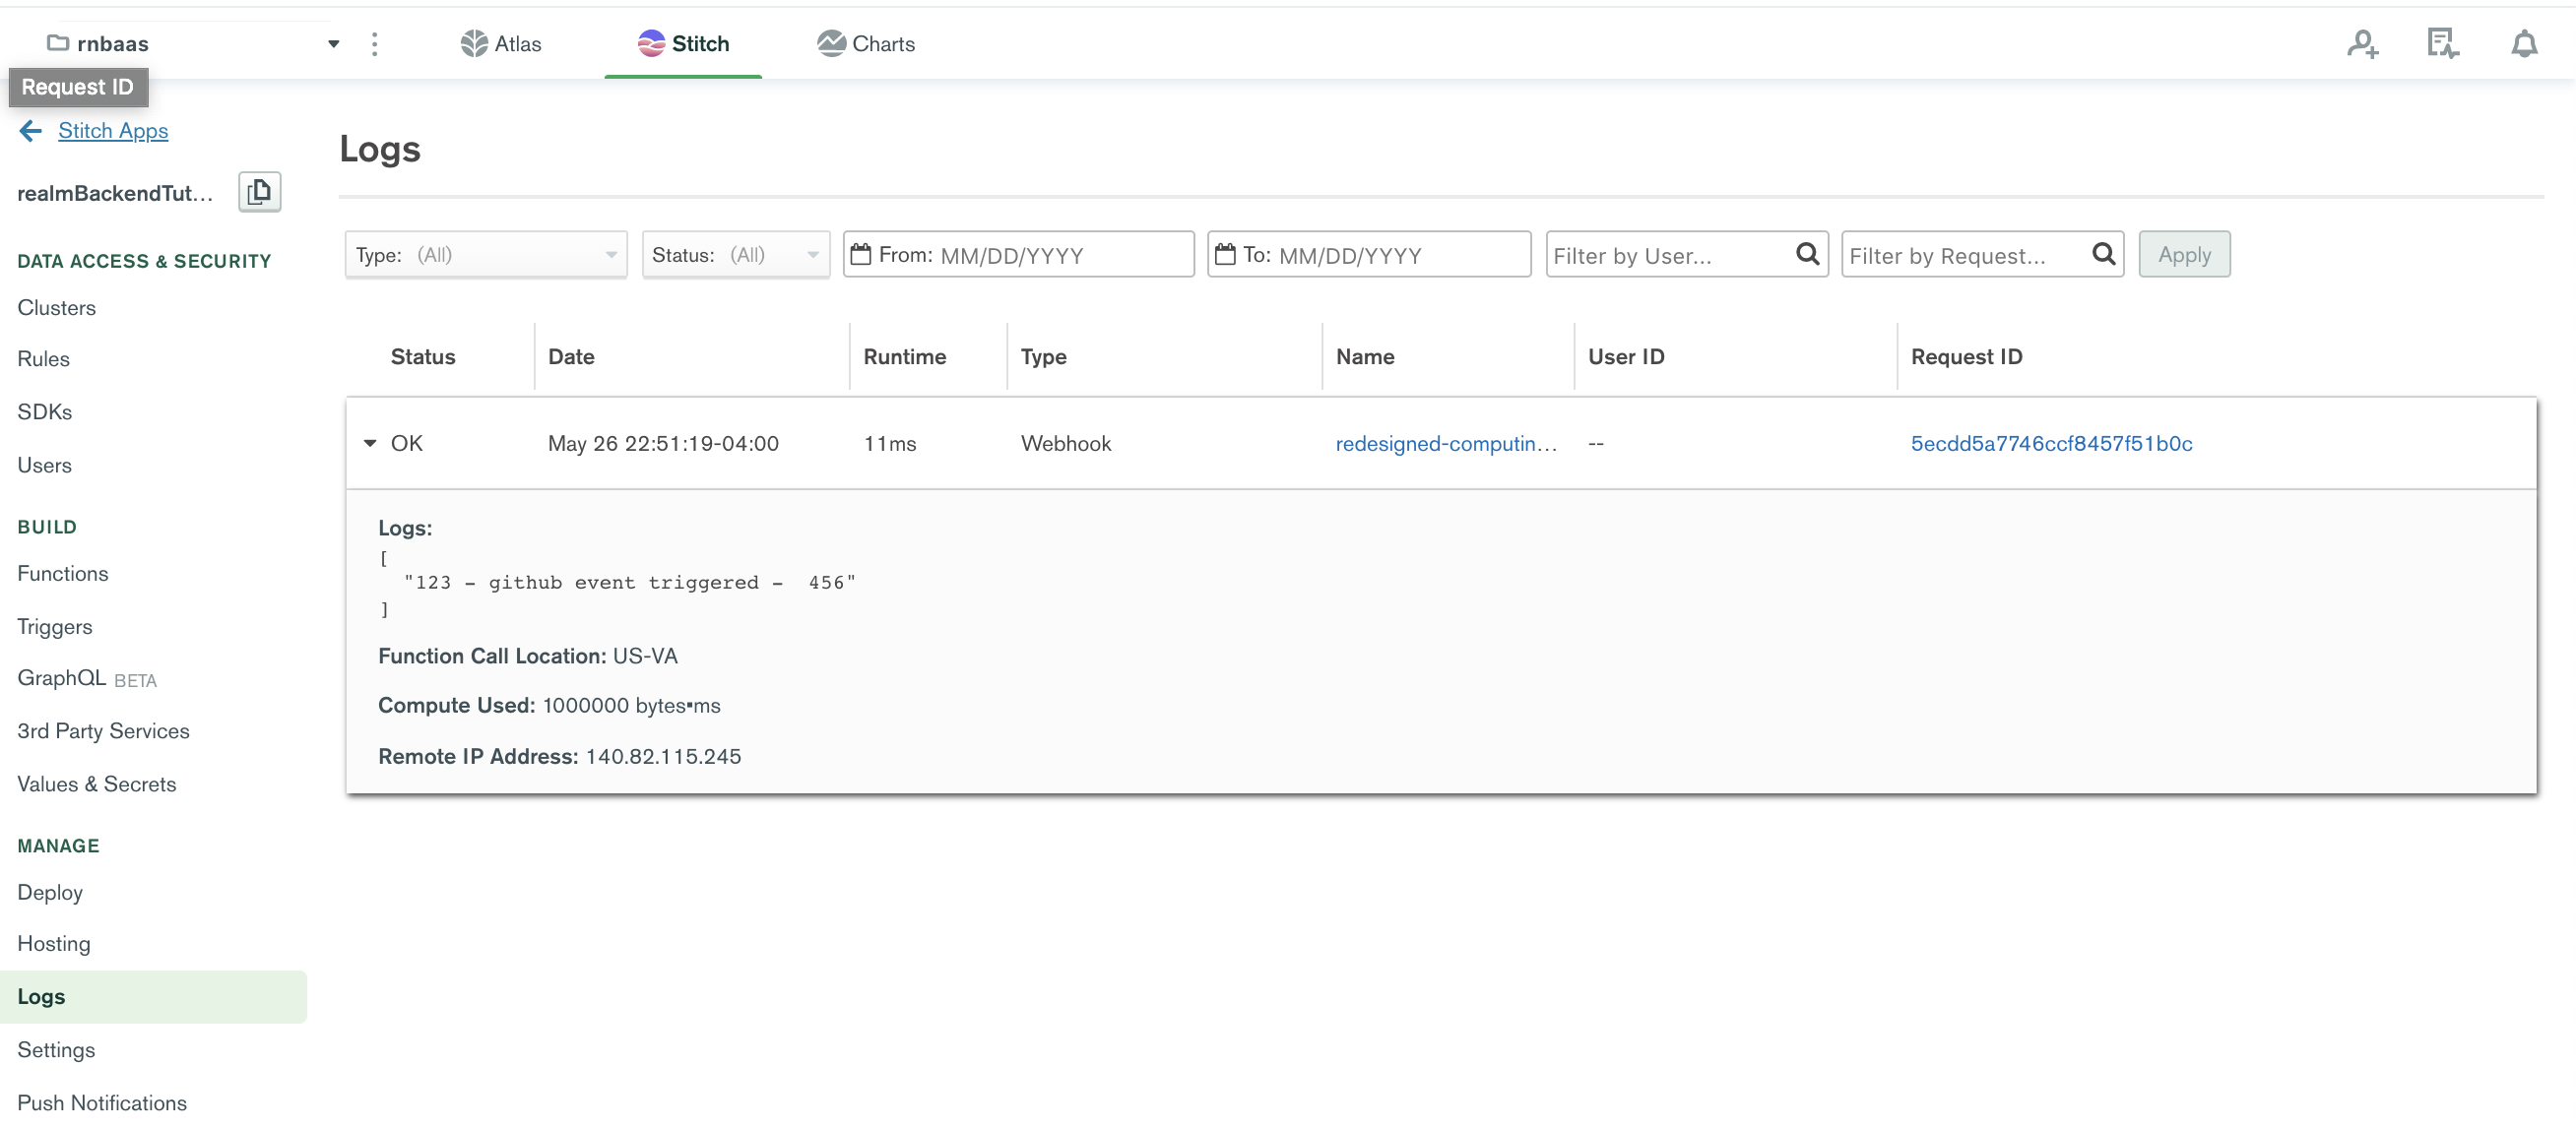 rnbaas
Atlas
Stitch
Charts
Request ID
Stitch Apps
realmBackendTut...
DATA ACCESS & SECURITY
Clusters
Rules
SDKs
Users
BUILD
Functions
Triggers
GraphQL BETA
3rd Party Services
Values & Secrets
MANAGE
Deploy
Hosting
Logs
Settings
Push Notifications
Logs
Type: (All)
Status: (All)
From: MM/DD/YYYY
To: MM/DD/YYYY
Filter by User...
Filter by Request...
Apply
Status Date Runtime Type Name User ID Request ID
OK May 26 22:51:19-04:00 11ms Webhook redesigned-computin... -- 5ecdd5a7746ccf8457f51b0c
Logs:
[
"123 - github event triggered -  456"
]
Function Call Location: US-VA
Compute Used: 1000000 bytes▪ms
Remote IP Address: 140.82.115.245